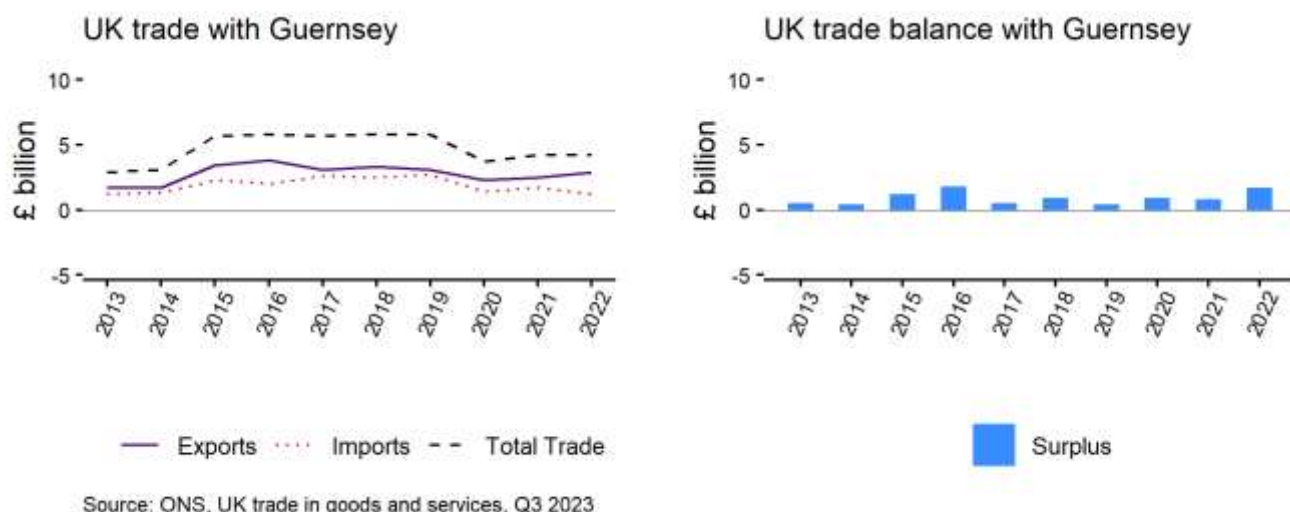 UK trade with Guernsey
10
5
0
-5
£ billion
2013 2014 2015 2016 2017 2018 2019 2020 2021 2022
Exports Imports Total Trade
UK trade balance with Guernsey
10
5
0
-5
£ billion
2013 2014 2015 2016 2017 2018 2019 2020 2021 2022
Surplus
Source: ONS, UK trade in goods and services, Q3 2023